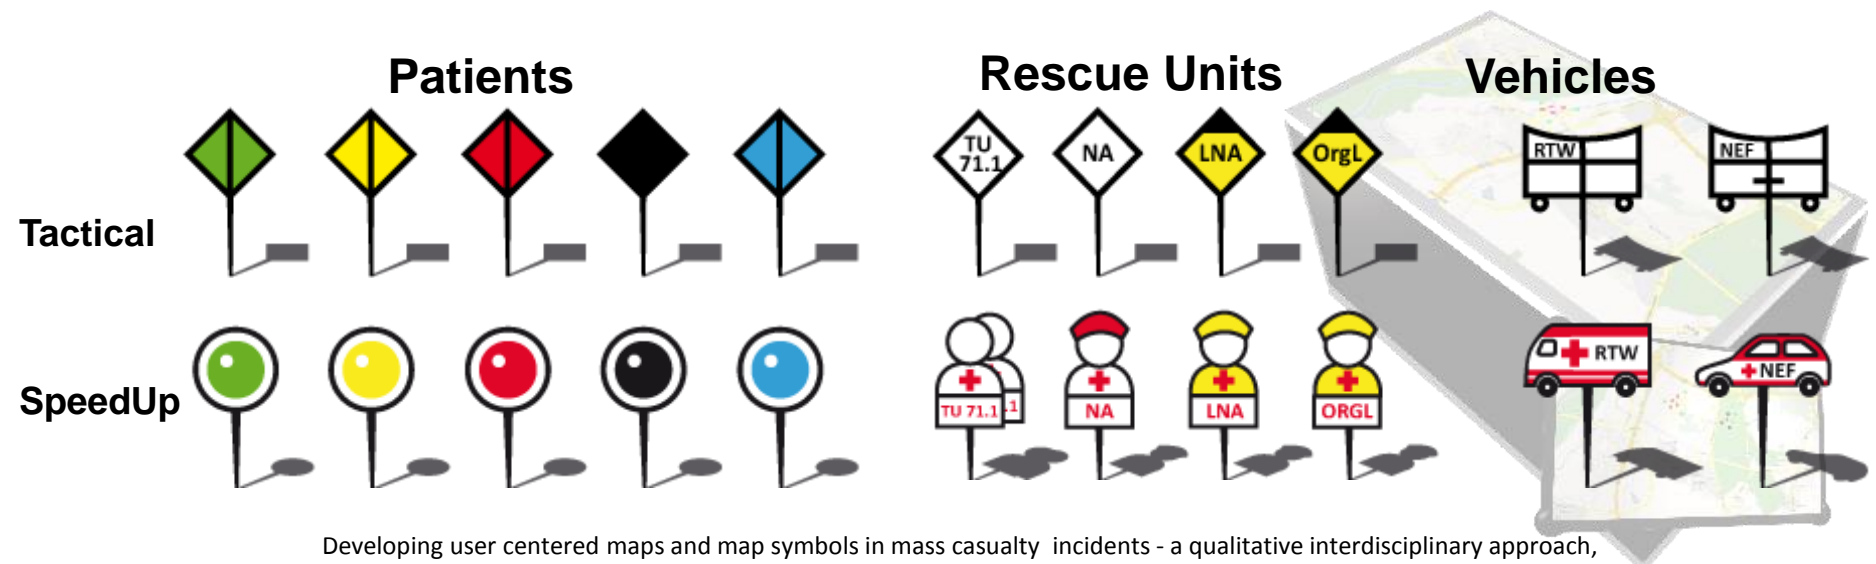 Patients Rescue Units Vehicles
Tactical
TU
71.1
NA
LNA
OrgL
RTW
NEF
SpeedUp
TU 71.1
.1
NA
LNA
ORGL
RTW
NEF
Developing user centered maps and map symbols in mass casualty incidents - a qualitative interdisciplinary approach,